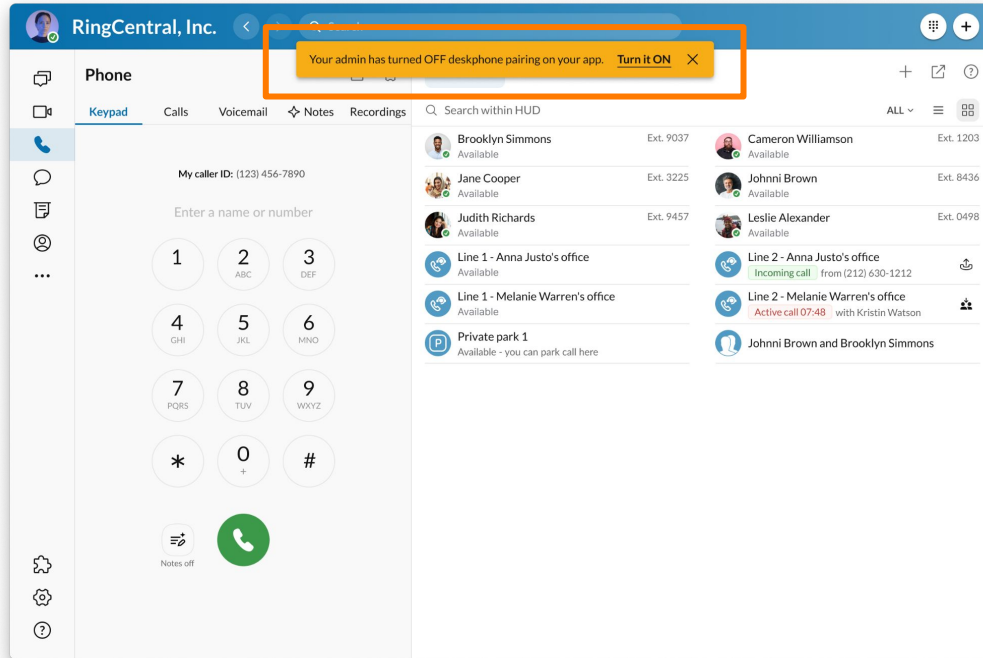 RingCentral, Inc.
Your admin has turned OFF deskphone pairing on your app. Turn it ON
Phone
Keypad Calls Voicemail Notes Recordings
My caller ID: (123) 456-7890
Enter a name or number
1
2 ABC
3 DEF
4 GHI
5 JKL
6 MNO
7 PQRS
8 TUV
9 WXYZ
*
0 +
#
Notes off
Search within HUD ALL
Brooklyn Simmons Ext. 9037
Available
Cameron Williamson Ext. 1203
Available
Jane Cooper Ext. 3225
Available
Johnni Brown Ext. 8436
Available
Judith Richards Ext. 9457
Available
Leslie Alexander Ext. 0498
Available
Line 1 - Anna Justo's office
Available
Line 2 - Anna Justo's office
Incoming call from (212) 630-1212
Line 1 - Melanie Warren's office
Available
Line 2 - Melanie Warren's office
Active call 07:48 with Kristin Watson
P
Private park 1
Available - you can park call here
Johnni Brown and Brooklyn Simmons